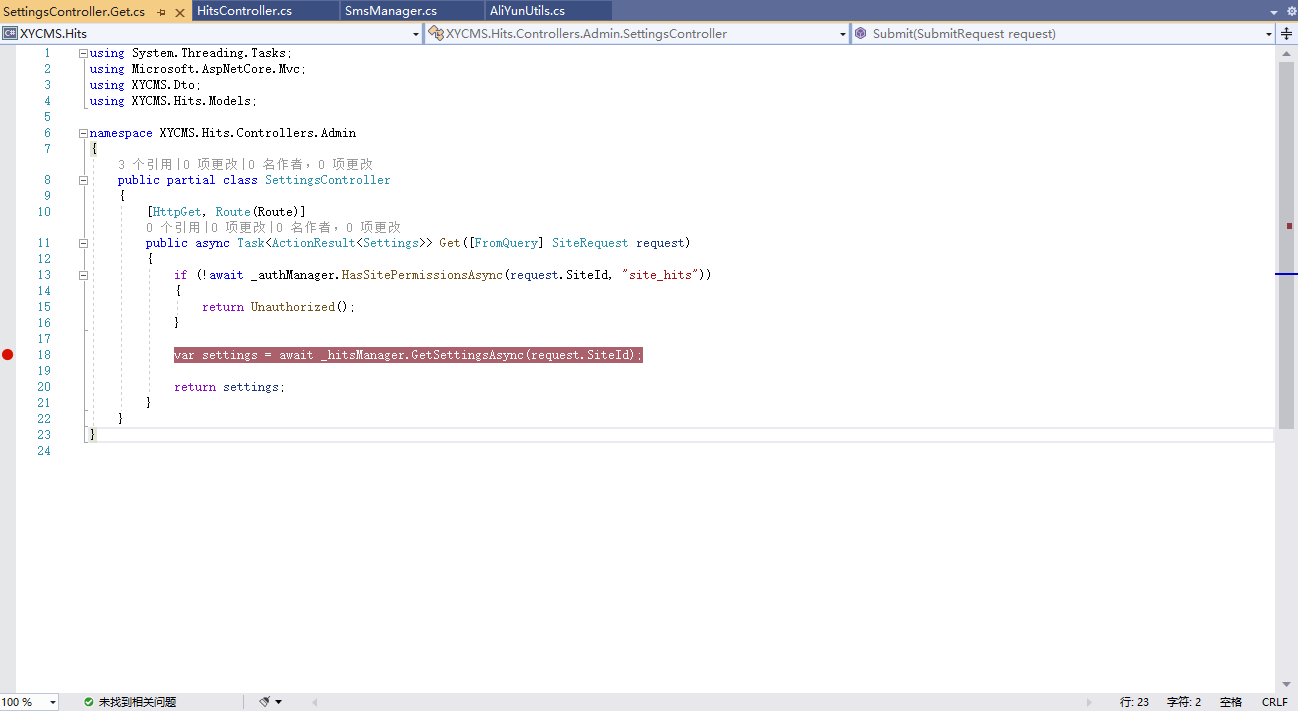 SettingsController.Get.cs HitsController.cs SmsManager.cs AliYunUtils.cs
C# XYCMS.Hits XYCMS.Hits.Controllers.Admin.SettingsController Submit(SubmitRequest request)
1 using System.Threading.Tasks;
2 using Microsoft.AspNetCore.Mvc;
3 using XYCMS.Dto;
4 using XYCMS.Hits.Models;
5
6 namespace XYCMS.Hits.Controllers.Admin
7 {
3 个引用|0 项更改|0 名作者，0 项更改
8 public partial class SettingsController
9 {
10 [HttpGet, Route(Route)]
0 个引用|0 项更改|0 名作者，0 项更改
11 public async Task<ActionResult<Settings>> Get([FromQuery] SiteRequest request)
12 {
13 if (!await _authManager.HasSitePermissionsAsync(request.SiteId, "site_hits"))
14 {
15 return Unauthorized();
16 }
17
18 var settings = await _hitsManager.GetSettingsAsync(request.SiteId);
19
20 return settings;
21 }
22 }
23 }
24
100 % 未找到相关问题 行: 23 字符: 2 空格 CRLF